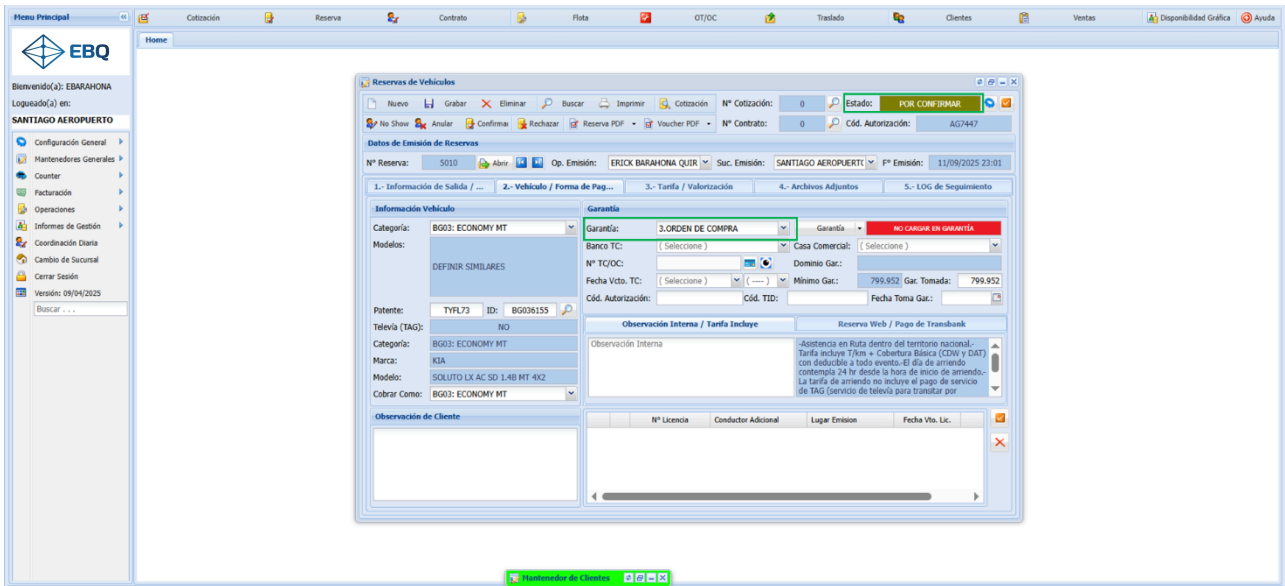 Menu Principal
Cotización Reserva Contrato Flota OT/OC Traslado Clientes Ventas Disponibilidad Gráfica Ayuda
Home
EBQ
Bienvenido(a): EBARAHONA
Logueado(a) en:
SANTIAGO AEROPUERTO
Configuración General
Mantenedores Generales
Counter
Facturación
Operaciones
Informes de Gestión
Coordinación Diaria
Cambio de Sucursal
Cerrar Sesión
Versión: 09/04/2025
Buscar . . .
Reservas de Vehículos
Nuevo Grabar Eliminar Buscar Imprimir Cotización N° Cotización: 0 Estado: POR CONFIRMAR
No Show Anular Confirmar Rechazar Reserva PDF Voucher PDF N° Contrato: 0 Cód. Autorización: AG7447
Datos de Emisión de Reservas
N° Reserva: 5010 Abrir Op. Emisión: ERICK BARAHONA QUIR Suc. Emisión: SANTIAGO AEROPUERTO F° Emisión: 11/09/2025 23:01
1.- Información de Salida / ... 2.- Vehículo / Forma de Pag... 3.- Tarifa / Valorización 4.- Archivos Adjuntos 5.- LOG de Seguimiento
Información Vehículo
Categoría: BG03: ECONOMY MT
Modelos: DEFINIR SIMILARES
Patente: TYFL73 ID: BG036155
Televía (TAG): NO
Categoría: BG03: ECONOMY MT
Marca: KIA
Modelo: SOLUTO LX AC SD 1.4B MT 4X2
Cobrar Como: BG03: ECONOMY MT
Observación de Cliente
Garantía
Garantía: 3.ORDEN DE COMPRA Garantía NO CARGAR EN GARANTÍA
Banco TC: ( Seleccione ) Casa Comercial: ( Seleccione )
N° TC/OC: Dominio Gar.:
Fecha Vcto. TC: ( Seleccione ) ( ---- ) Mínimo Gar.: 799.952 Gar. Tomada: 799.952
Cód. Autorización: Cód. TID: Fecha Toma Gar.:
Observación Interna / Tarifa Incluye Reserva Web / Pago de Transbank
Observación Interna
-Asistencia en Ruta dentro del territorio nacional.-
Tarifa incluye T/km + Cobertura Básica (CDW y DAT)
con deducible a todo evento.-El día de arriendo
contempla 24 hr desde la hora de inicio de arriendo.-
La tarifa de arriendo no incluye el pago de servicio
de TAG (servicio de televía para transitar por
N° Licencia Conductor Adicional Lugar Emision Fecha Vto. Lic.
Mantenedor de Clientes